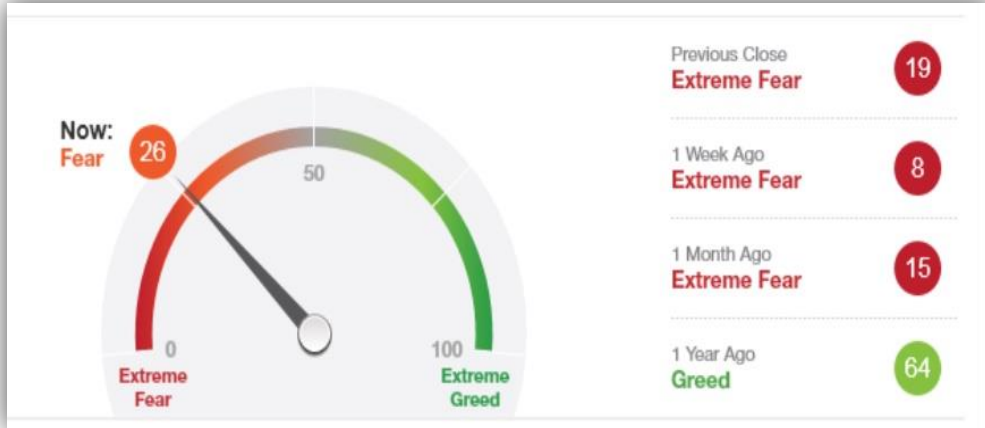 Now:
Fear
26
50
0
100
Extreme
Fear
Extreme
Greed
Previous Close
Extreme Fear
19
1 Week Ago
Extreme Fear
8
1 Month Ago
Extreme Fear
15
1 Year Ago
Greed
64